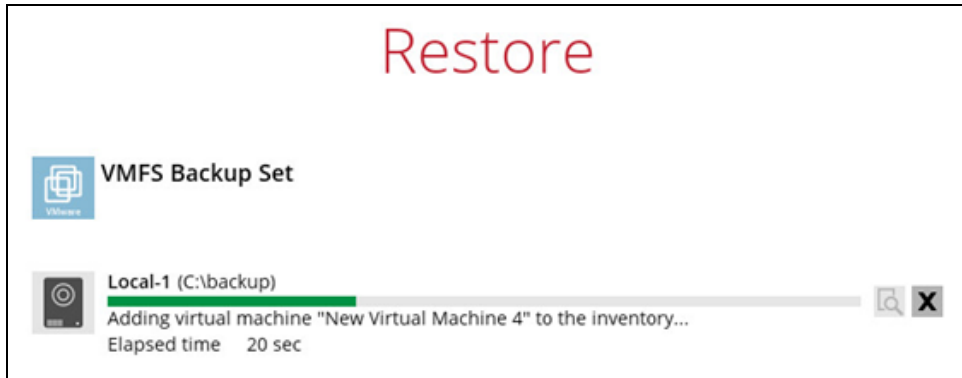 Restore
VMware
VMFS Backup Set
Local-1 (C:\backup)
Adding virtual machine "New Virtual Machine 4" to the inventory...
Elapsed time 20 sec
X